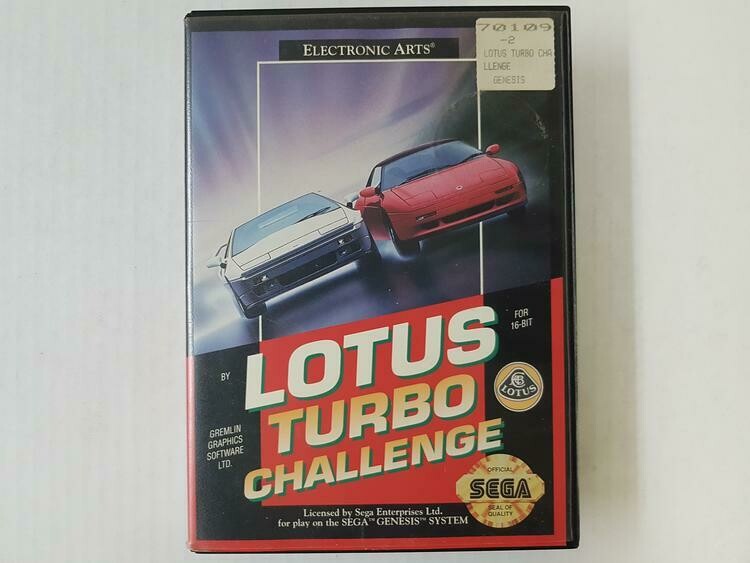 ELECTRONIC ARTS®
70109
-2
LOTUS TURBO CHA
LLENGE
GENESIS
FOR
16-BIT
BY
LOTUS
TURBO
CHALLENGE
LOTUS
GREMLIN
GRAPHICS
SOFTWARE
LTD.
OFFICIAL
SEGA™
SEAL OF
QUALITY
Licensed by Sega Enterprises Ltd.
for play on the SEGA™ GENESIS™ SYSTEM